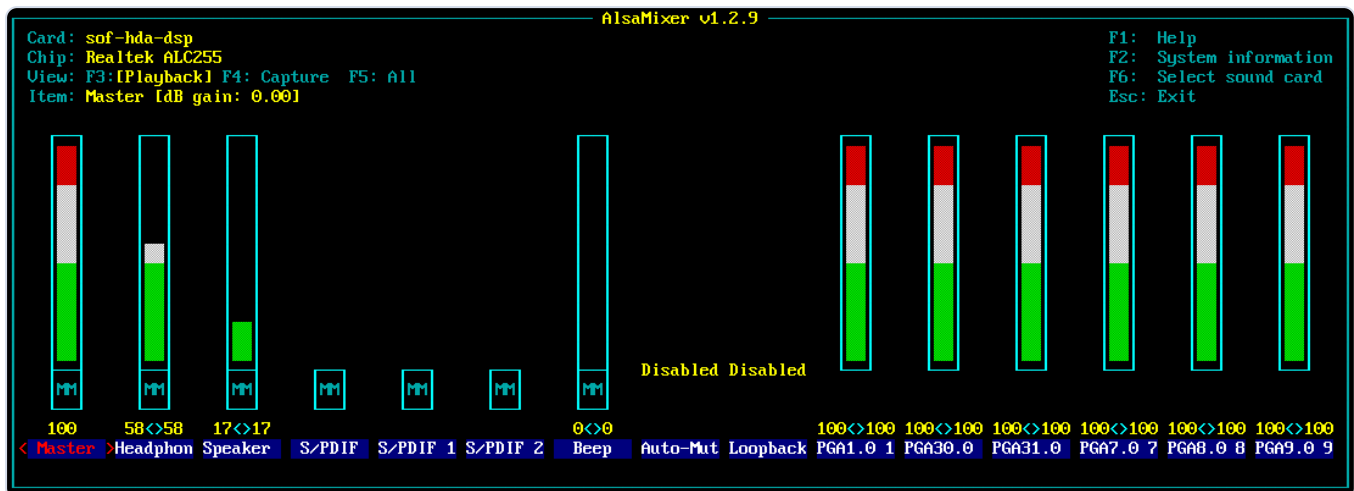 AlsaMixer v1.2.9
Card: sof-hda-dsp F1: Help
Chip: Realtek ALC255 F2: System information
View: F3:[Playback] F4: Capture F5: All F6: Select sound card
Item: Master [dB gain: 0.00] Esc: Exit
Disabled Disabled
MM MM MM MM MM MM MM
100 58<>58 17<>17 0<>0 100<>100 100<>100 100<>100 100<>100 100<>100 100<>100
< Master >Headphon Speaker S/PDIF S/PDIF 1 S/PDIF 2 Beep Auto-Mut Loopback PGA1.0 1 PGA30.0 PGA31.0 PGA7.0 7 PGA8.0 8 PGA9.0 9